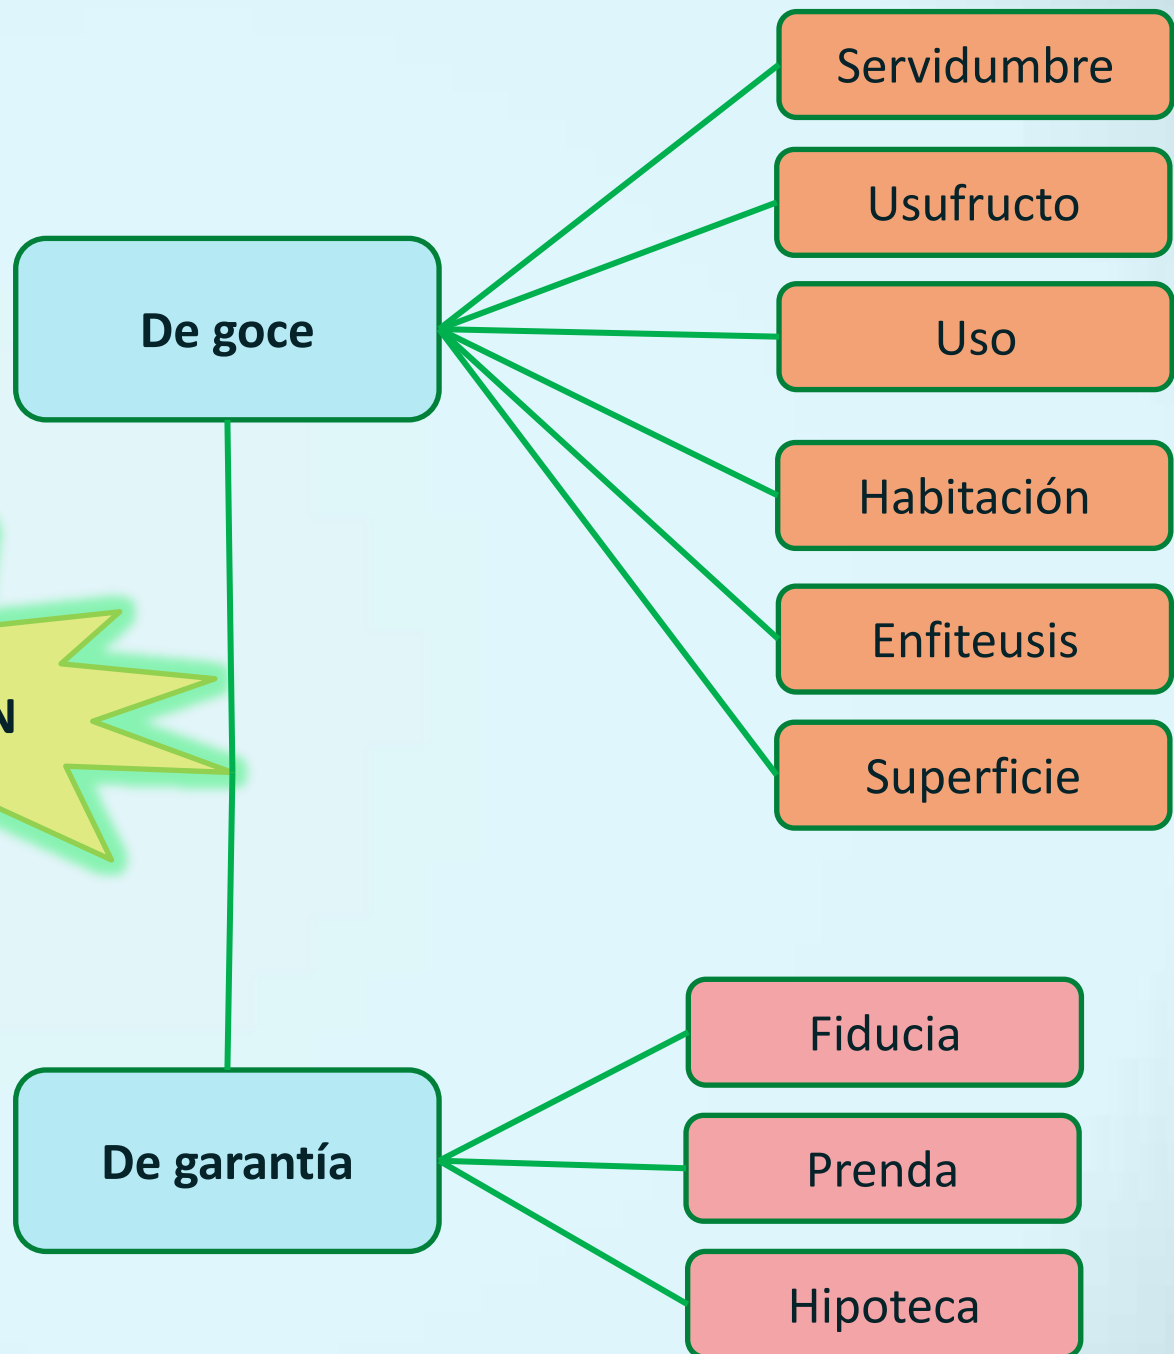 De goce
Servidumbre
Usufructo
Uso
Habitación
Enfiteusis
Superficie
De garantía
Fiducia
Prenda
Hipoteca